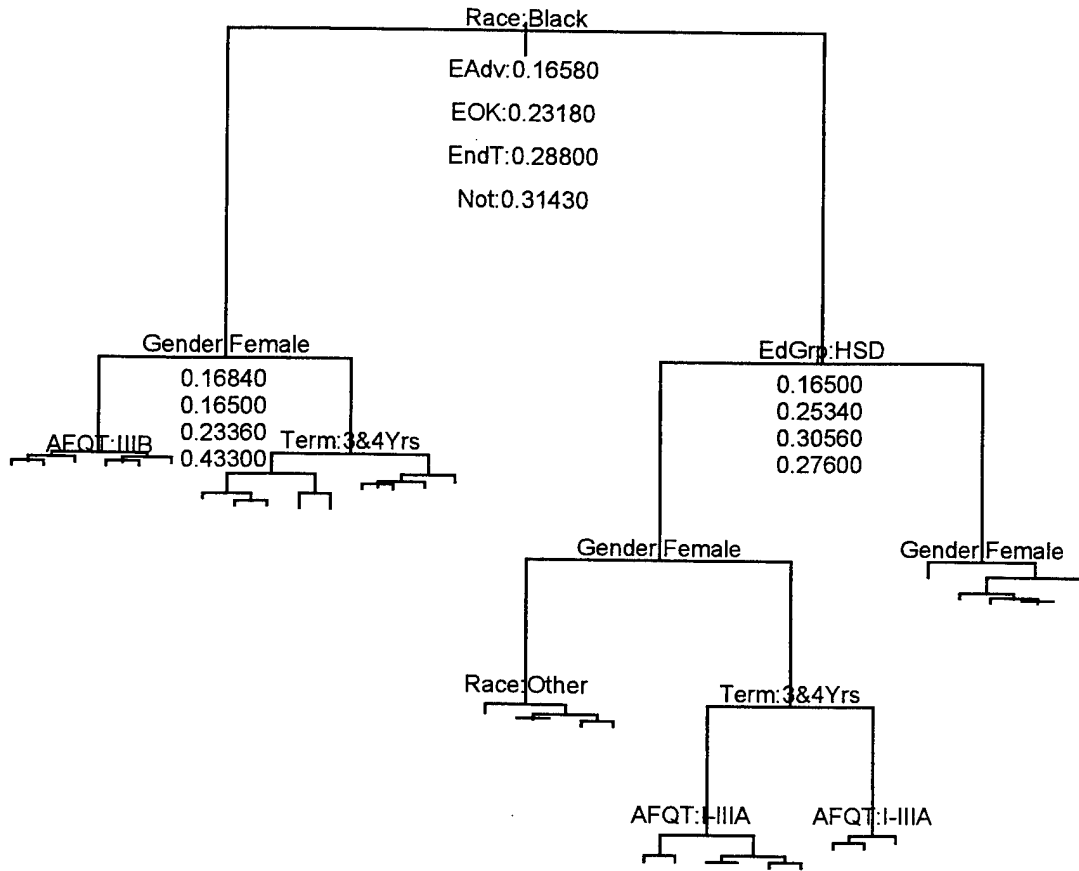 Race:Black
EAdv:0.16580
EOK:0.23180
EndT:0.28800
Not:0.31430
Gender:Female
0.16840
0.16500
0.23360
0.43300
AFQT:IIIB
Term:3&4Yrs
EdGrp:HSD
0.16500
0.25340
0.30560
0.27600
Gender:Female
Gender:Female
Race:Other
Term:3&4Yrs
AFQT:I-IIIA
AFQT:I-IIIA